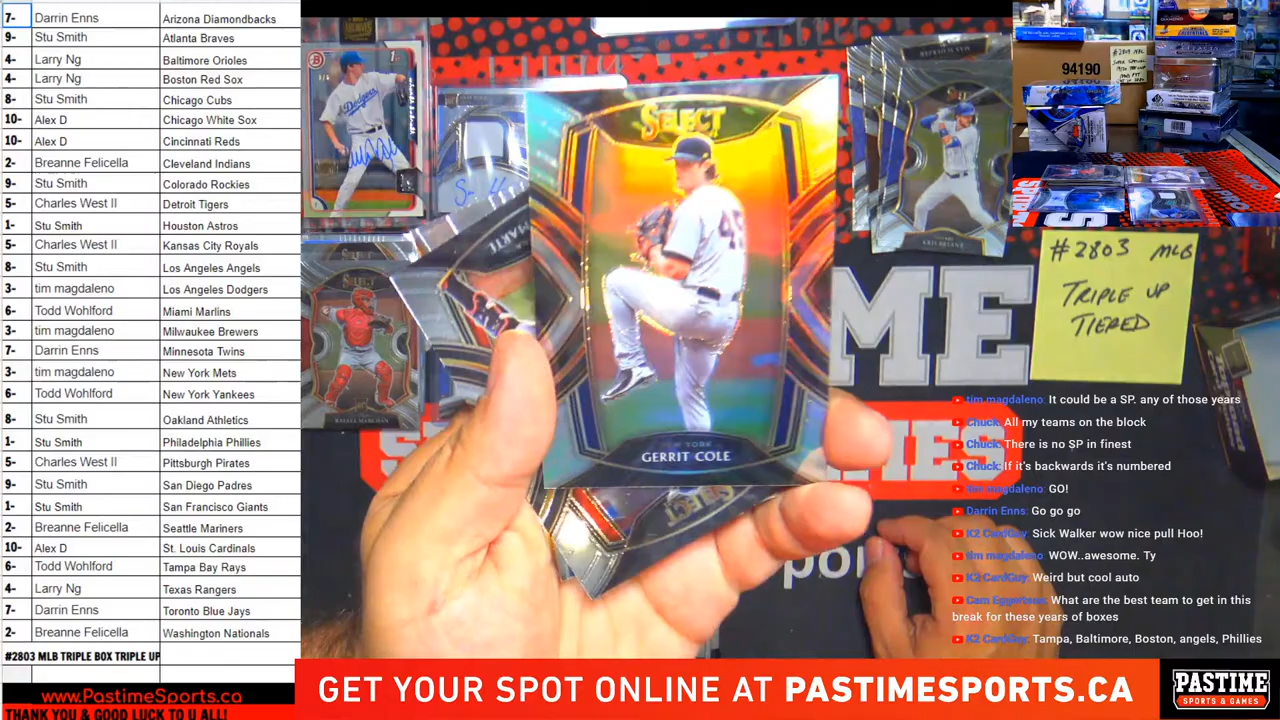 7- Darrin Enns Arizona Diamondbacks
9- Stu Smith Atlanta Braves
4- Larry Ng Baltimore Orioles
4- Larry Ng Boston Red Sox
8- Stu Smith Chicago Cubs
10- Alex D Chicago White Sox
10- Alex D Cincinnati Reds
2- Breanne Felicella Cleveland Indians
9- Stu Smith Colorado Rockies
5- Charles West II Detroit Tigers
1- Stu Smith Houston Astros
5- Charles West II Kansas City Royals
8- Stu Smith Los Angeles Angels
3- tim magdaleno Los Angeles Dodgers
6- Todd Wohlford Miami Marlins
3- tim magdaleno Milwaukee Brewers
7- Darrin Enns Minnesota Twins
3- tim magdaleno New York Mets
6- Todd Wohlford New York Yankees
8- Stu Smith Oakland Athletics
1- Stu Smith Philadelphia Phillies
5- Charles West II Pittsburgh Pirates
9- Stu Smith San Diego Padres
1- Stu Smith San Francisco Giants
2- Breanne Felicella Seattle Mariners
10- Alex D St. Louis Cardinals
6- Todd Wohlford Tampa Bay Rays
4- Larry Ng Texas Rangers
7- Darrin Enns Toronto Blue Jays
2- Breanne Felicella Washington Nationals
#2803 MLB TRIPLE BOX TRIPLE UP
www.PastimeSports.ca
THANK YOU & GOOD LUCK TO U ALL!
SELECT
45
NEW YORK
GERRIT COLE
SELECT
MARTE
Dodgers
RAFAEL MARCHAN
KRIS BRYANT
ME
94190
#2803 MLB
TRIPLE UP
TIERED
tim magdaleno: It could be a SP. any of those years
Chuck: All my teams on the block
Chuck: There is no SP in finest
Chuck: If it's backwards it's numbered
tim magdaleno: GO!
Darrin Enns: Go go go
K2 CardGuy: Sick Walker wow nice pull Hoo!
tim magdaleno: WOW..awesome. Ty
K2 CardGuy: Weird but cool auto
Cam Eggertson: What are the best team to get in this
break for these years of boxes
K2 CardGuy: Tampa, Baltimore, Boston, angels, Phillies
GET YOUR SPOT ONLINE AT PASTIMESPORTS.CA
PASTIME
SPORTS & GAMES